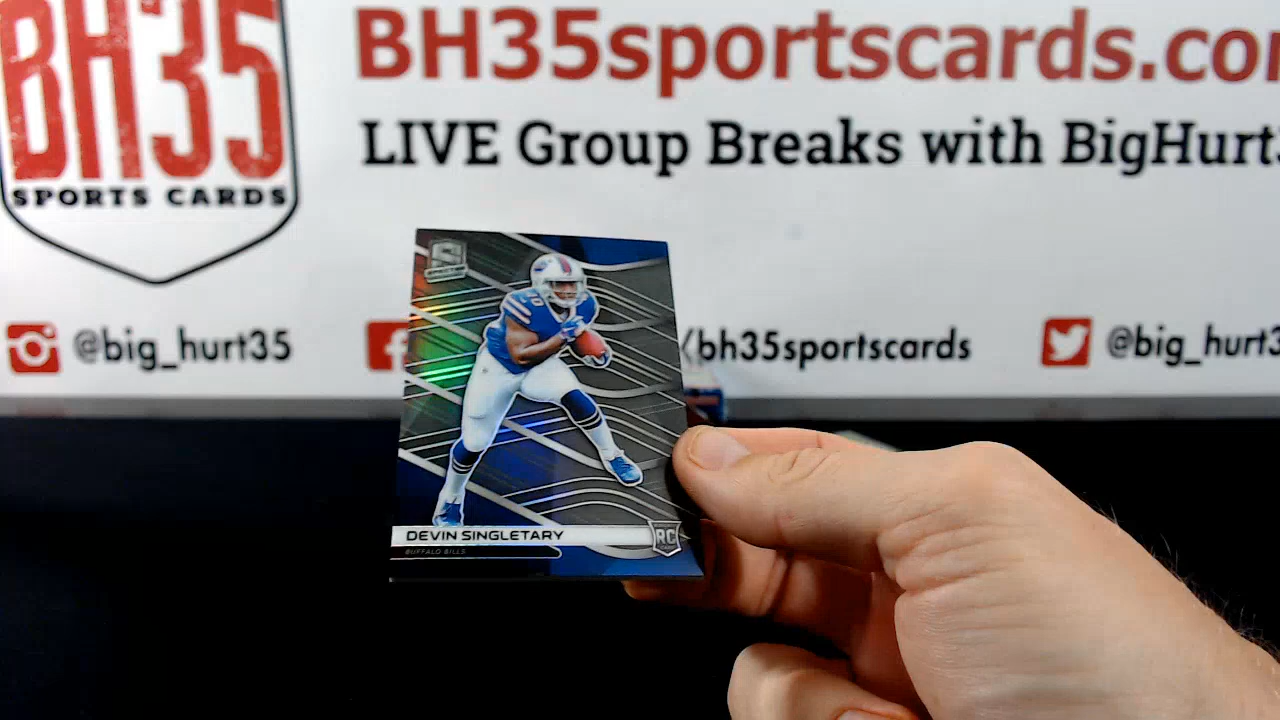 BH35
SPORTS CARDS
BH35sportscards.co
LIVE Group Breaks with BigHurt
@big_hurt35
/bh35sportscards
@big_hurt3
DEVIN SINGLETARY
RC
BUFFALO BILLS